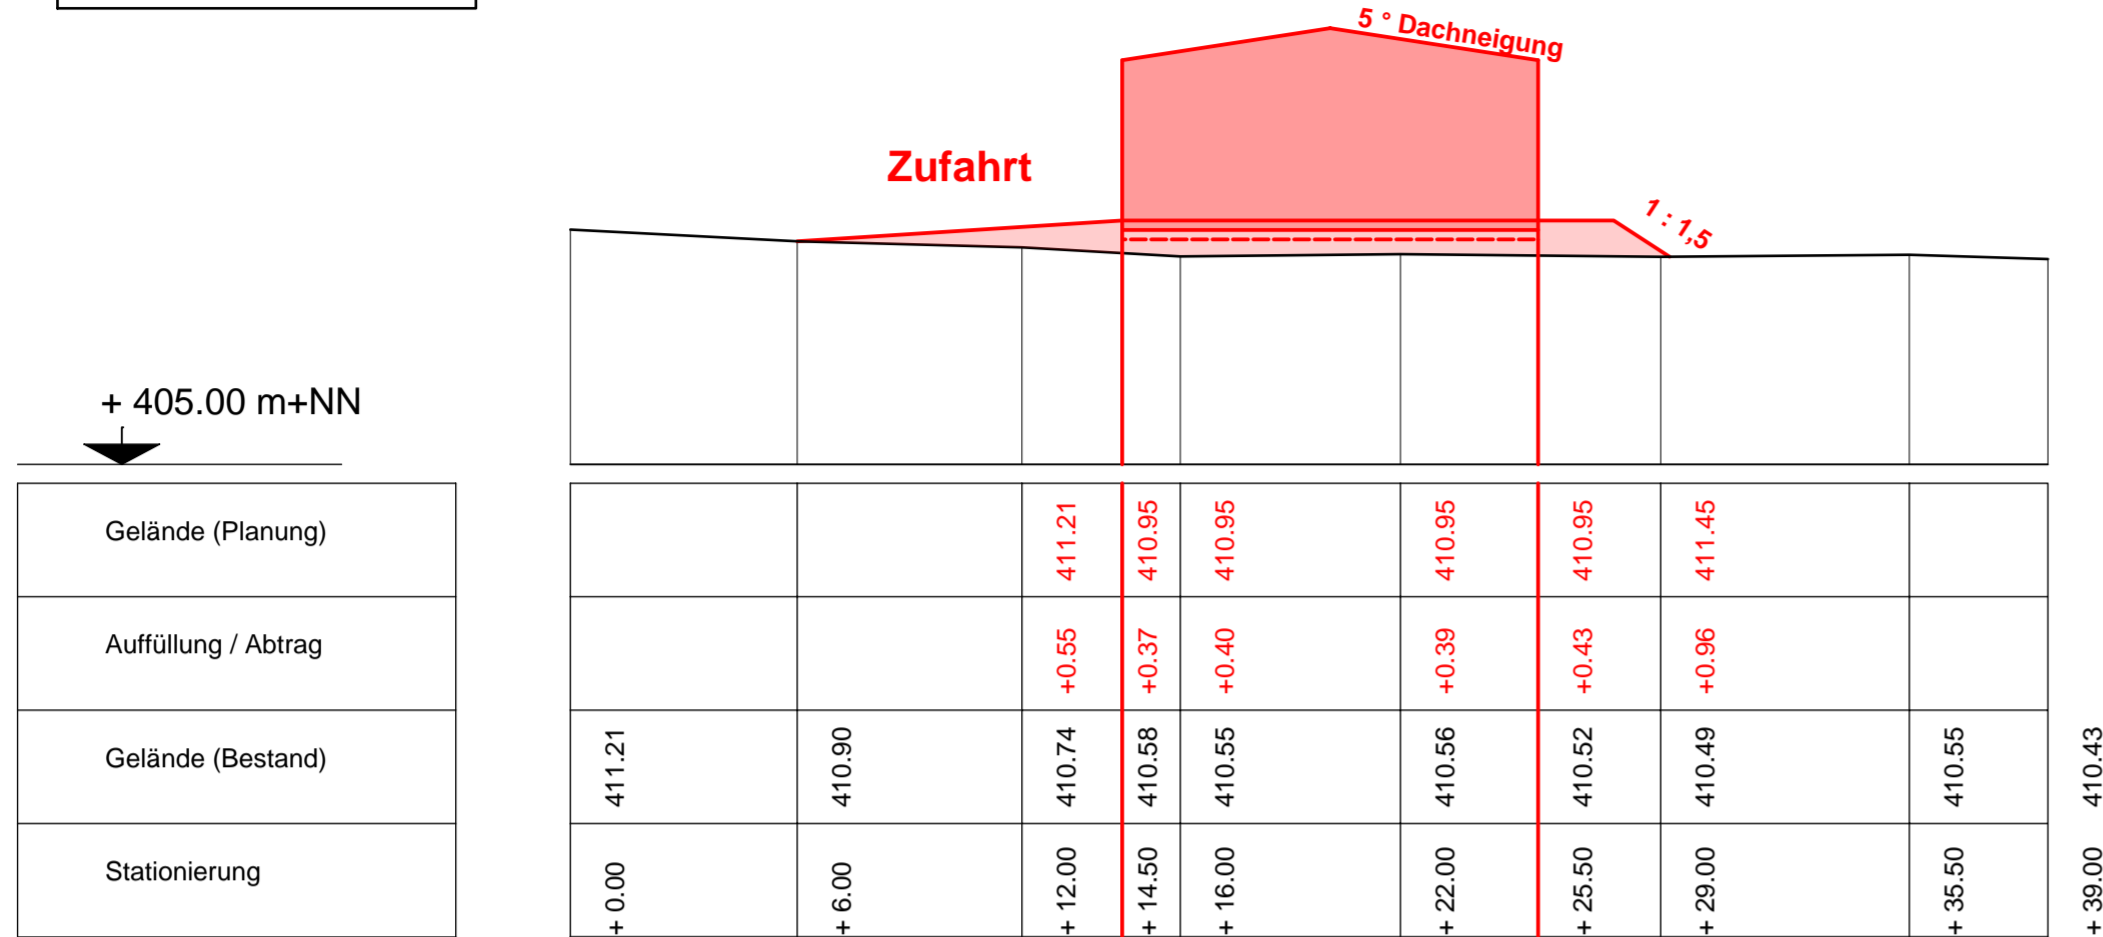 5 ° Dachneigung
Zufahrt
1 : 1,5
+ 405.00 m+NN
Gelände (Planung) 411.21 410.95 410.95 410.95 410.95 411.45
Auffüllung / Abtrag +0.55 +0.37 +0.40 +0.39 +0.43 +0.96
Gelände (Bestand) 411.21 410.90 410.74 410.58 410.55 410.56 410.52 410.49 410.55 410.43
Stationierung + 0.00 + 6.00 + 12.00 + 14.50 + 16.00 + 22.00 + 25.50 + 29.00 + 35.50 + 39.00